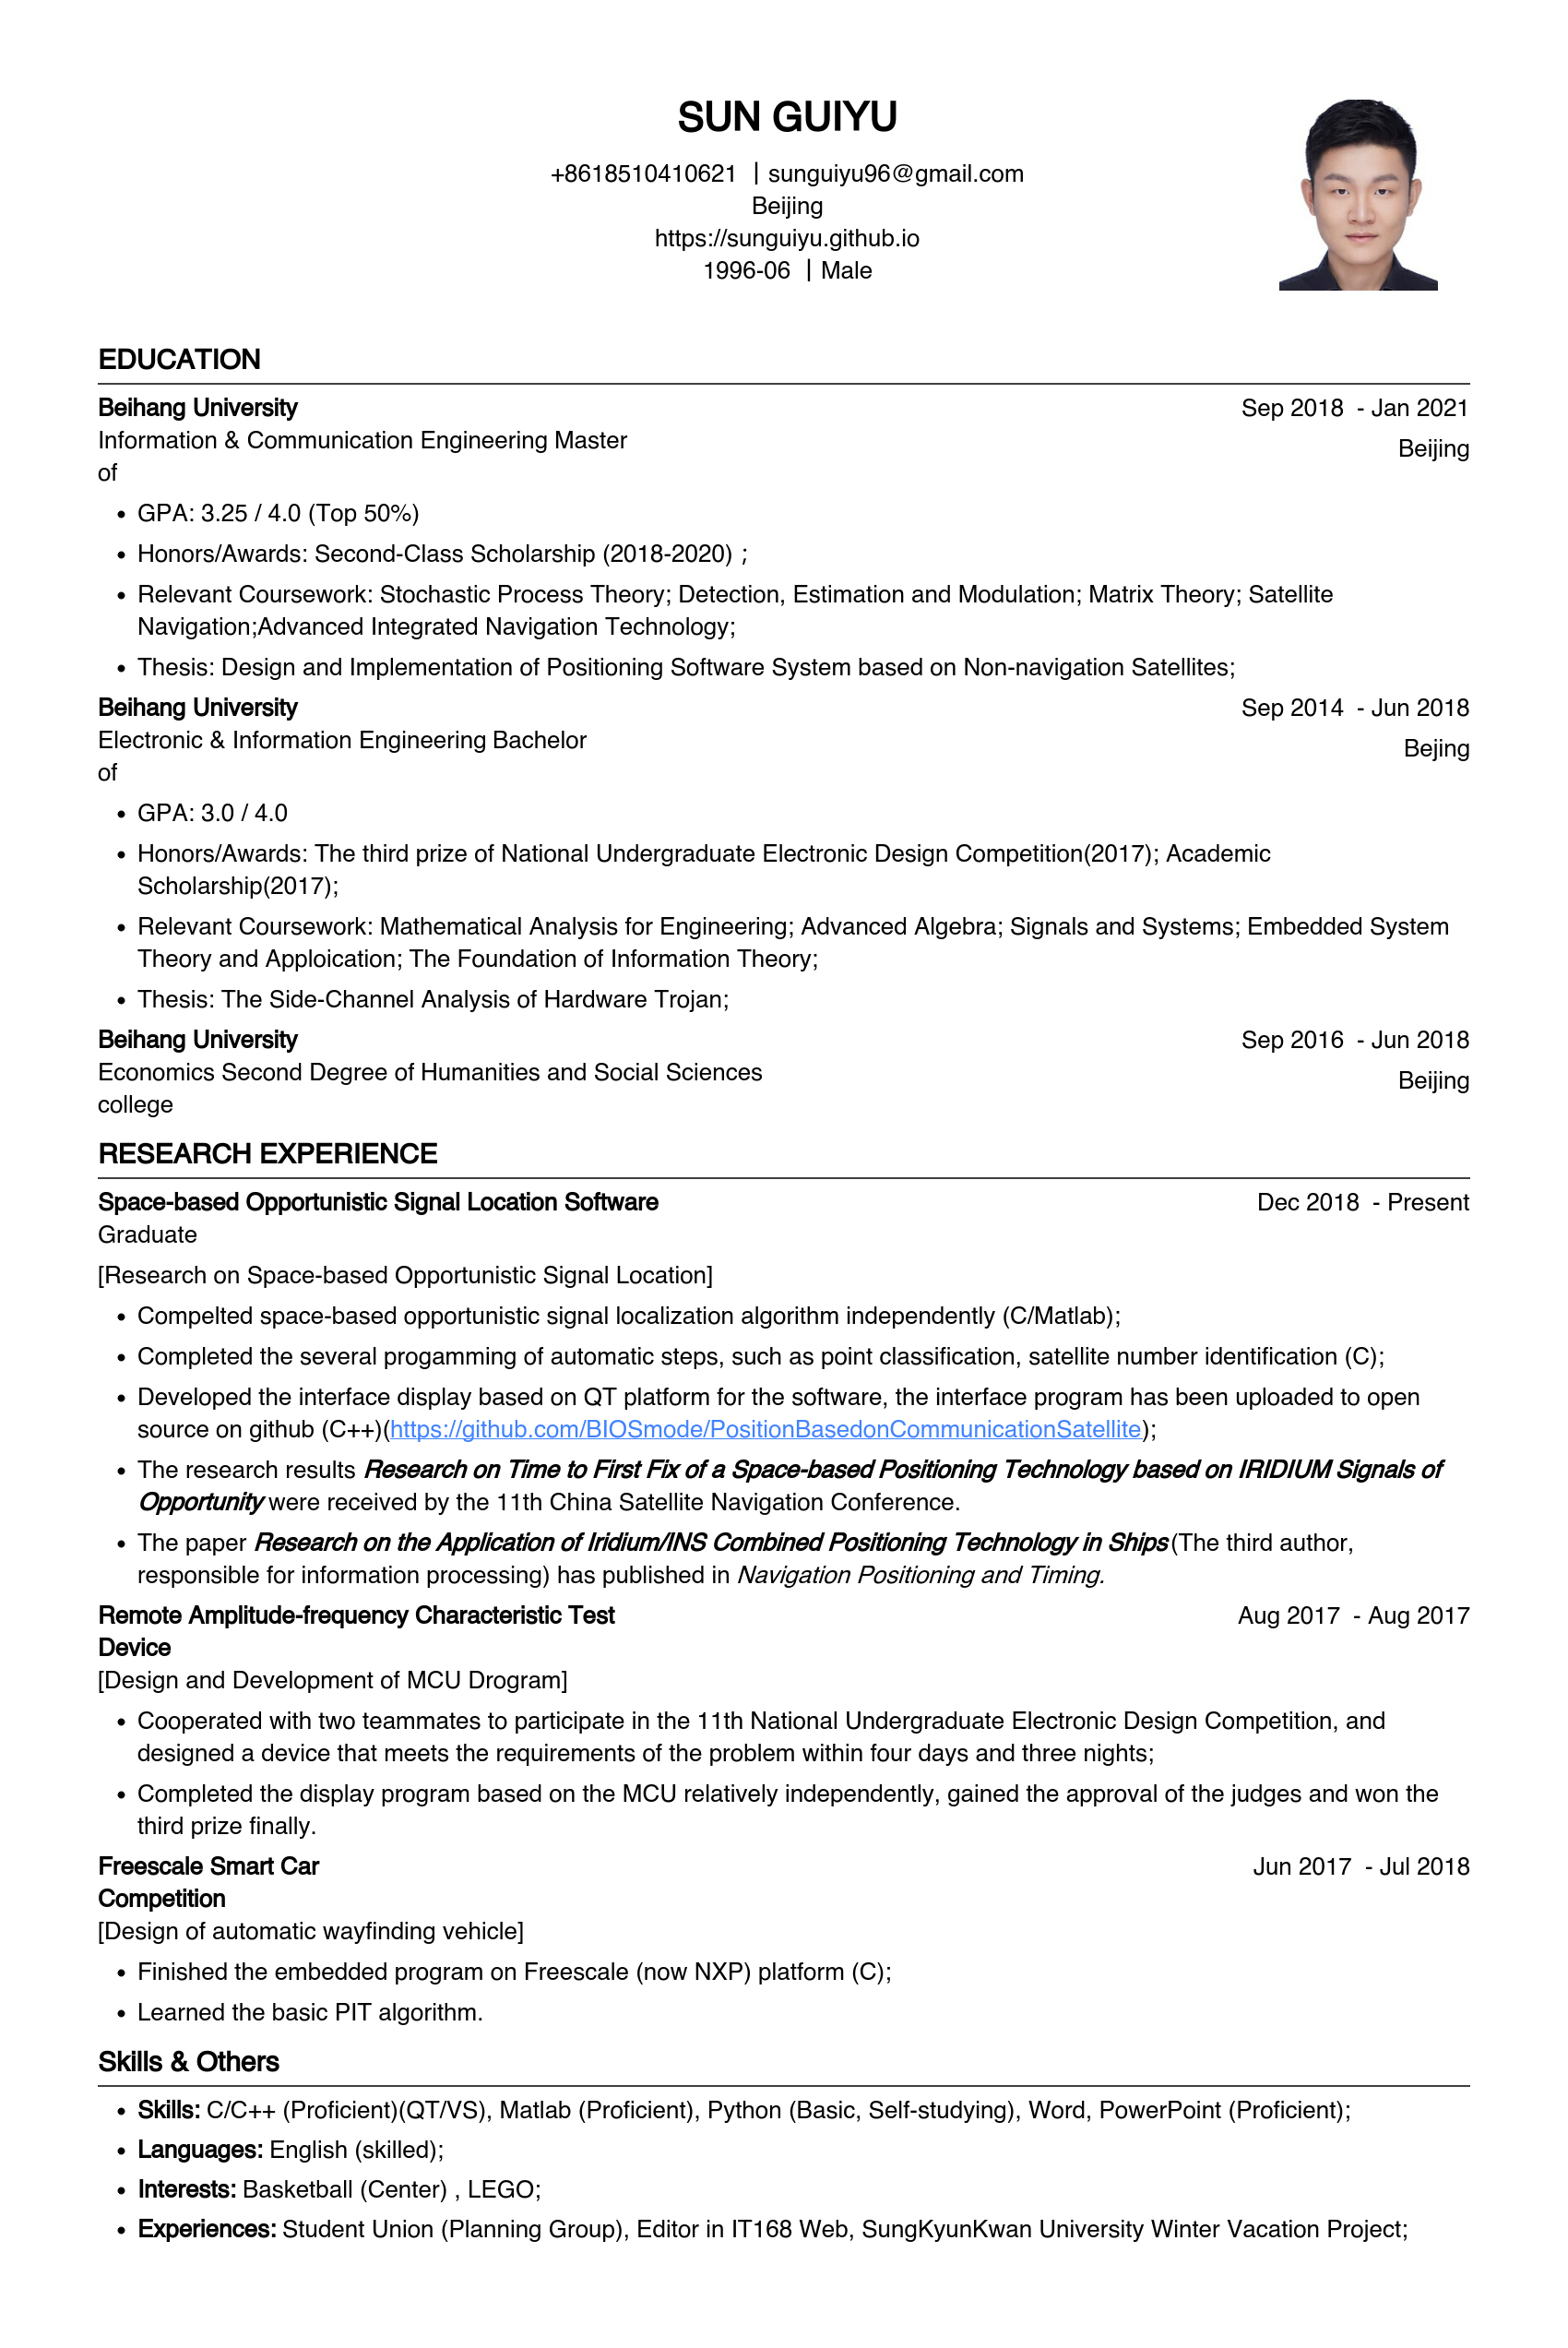 SUN GUIYU
+8618510410621 | sunguiyu96@gmail.com
Beijing
https://sunguiyu.github.io
1996-06 | Male
EDUCATION
Beihang University Sep 2018 - Jan 2021
Information & Communication Engineering Master Beijing
of
• GPA: 3.25 / 4.0 (Top 50%)
• Honors/Awards: Second-Class Scholarship (2018-2020) ;
• Relevant Coursework: Stochastic Process Theory; Detection, Estimation and Modulation; Matrix Theory; Satellite
Navigation;Advanced Integrated Navigation Technology;
• Thesis: Design and Implementation of Positioning Software System based on Non-navigation Satellites;
Beihang University Sep 2014 - Jun 2018
Electronic & Information Engineering Bachelor Bejing
of
• GPA: 3.0 / 4.0
• Honors/Awards: The third prize of National Undergraduate Electronic Design Competition(2017); Academic
Scholarship(2017);
• Relevant Coursework: Mathematical Analysis for Engineering; Advanced Algebra; Signals and Systems; Embedded System
Theory and Apploication; The Foundation of Information Theory;
• Thesis: The Side-Channel Analysis of Hardware Trojan;
Beihang University Sep 2016 - Jun 2018
Economics Second Degree of Humanities and Social Sciences Beijing
college
RESEARCH EXPERIENCE
Space-based Opportunistic Signal Location Software Dec 2018 - Present
Graduate
[Research on Space-based Opportunistic Signal Location]
• Compelted space-based opportunistic signal localization algorithm independently (C/Matlab);
• Completed the several progamming of automatic steps, such as point classification, satellite number identification (C);
• Developed the interface display based on QT platform for the software, the interface program has been uploaded to open
source on github (C++)(https://github.com/BIOSmode/PositionBasedonCommunicationSatellite);
• The research results Research on Time to First Fix of a Space-based Positioning Technology based on IRIDIUM Signals of
Opportunity were received by the 11th China Satellite Navigation Conference.
• The paper Research on the Application of Iridium/INS Combined Positioning Technology in Ships(The third author,
responsible for information processing) has published in Navigation Positioning and Timing.
Remote Amplitude-frequency Characteristic Test Aug 2017 - Aug 2017
Device
[Design and Development of MCU Drogram]
• Cooperated with two teammates to participate in the 11th National Undergraduate Electronic Design Competition, and
designed a device that meets the requirements of the problem within four days and three nights;
• Completed the display program based on the MCU relatively independently, gained the approval of the judges and won the
third prize finally.
Freescale Smart Car Jun 2017 - Jul 2018
Competition
[Design of automatic wayfinding vehicle]
• Finished the embedded program on Freescale (now NXP) platform (C);
• Learned the basic PIT algorithm.
Skills & Others
• Skills: C/C++ (Proficient)(QT/VS), Matlab (Proficient), Python (Basic, Self-studying), Word, PowerPoint (Proficient);
• Languages: English (skilled);
• Interests: Basketball (Center) , LEGO;
• Experiences: Student Union (Planning Group), Editor in IT168 Web, SungKyunKwan University Winter Vacation Project;